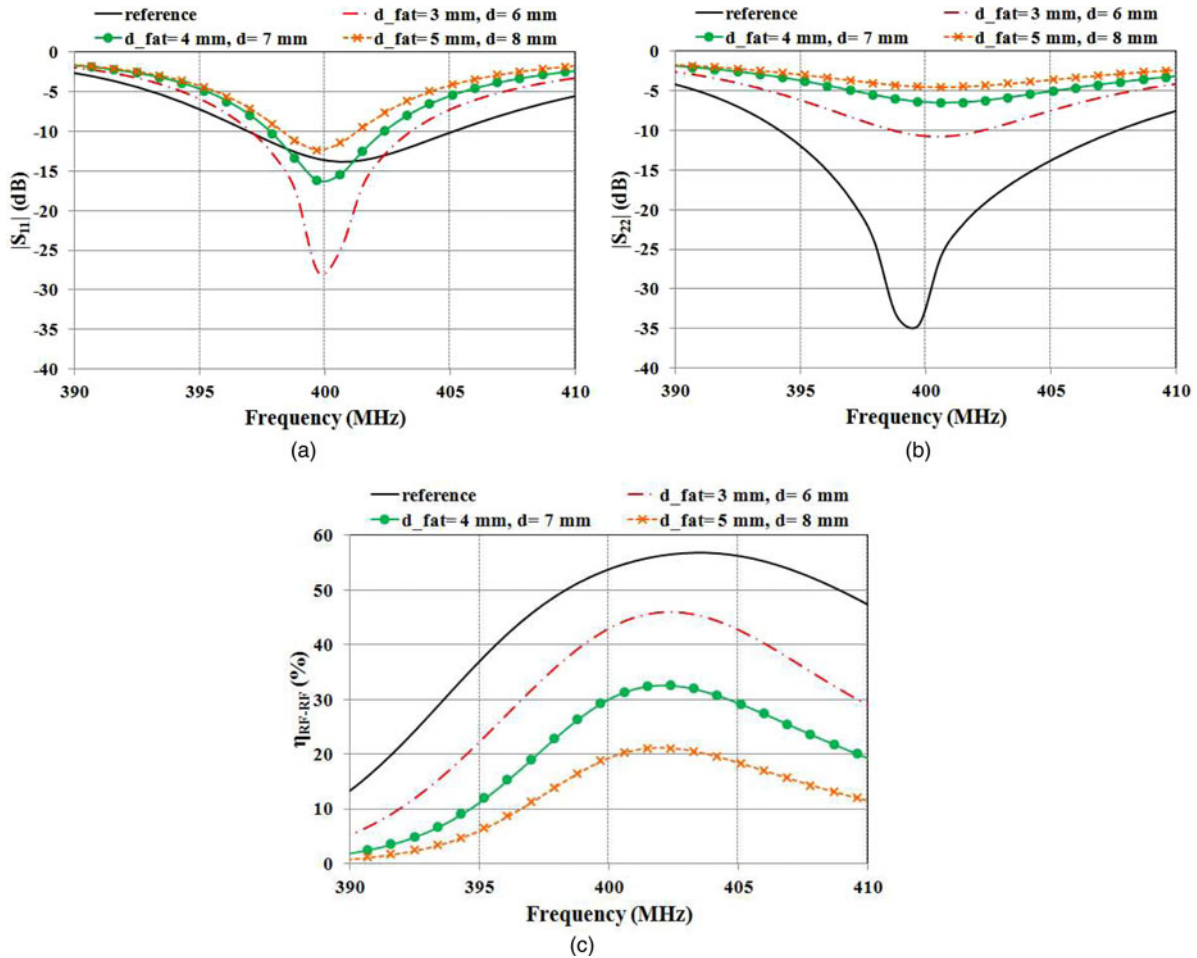 reference
d_fat= 3 mm, d= 6 mm
d_fat= 4 mm, d= 7 mm
d_fat=5 mm, d= 8 mm
0
-5
-10
-15
-20
-25
-30
-35
-40
|S11| (dB)
390
395
400
405
410
Frequency (MHz)
(a)
reference
d_fat= 3 mm, d= 6 mm
d_fat= 4 mm, d= 7 mm
d_fat=5 mm, d= 8 mm
0
-5
-10
-15
-20
-25
-30
-35
-40
|S22| (dB)
390
395
400
405
410
Frequency (MHz)
(b)
reference
d_fat= 3 mm, d= 6 mm
d_fat= 4 mm, d= 7 mm
d_fat=5 mm, d= 8 mm
60
50
40
30
20
10
0
ηRF-RF (%)
390
395
400
405
410
Frequency (MHz)
(c)